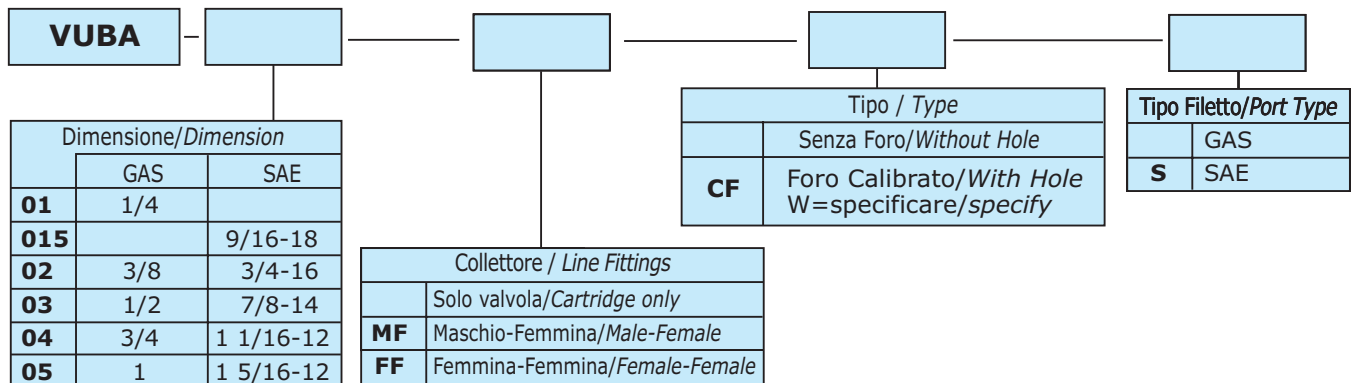 VUBA –
Dimensione/Dimension
GAS SAE
01 1/4
015 9/16-18
02 3/8 3/4-16
03 1/2 7/8-14
04 3/4 1 1/16-12
05 1 1 5/16-12
Collettore / Line Fittings
Solo valvola/Cartridge only
MF Maschio-Femmina/Male-Female
FF Femmina-Femmina/Female-Female
Tipo / Type
Senza Foro/Without Hole
CF Foro Calibrato/With Hole
W=specificare/specify
Tipo Filetto/Port Type
GAS
S SAE